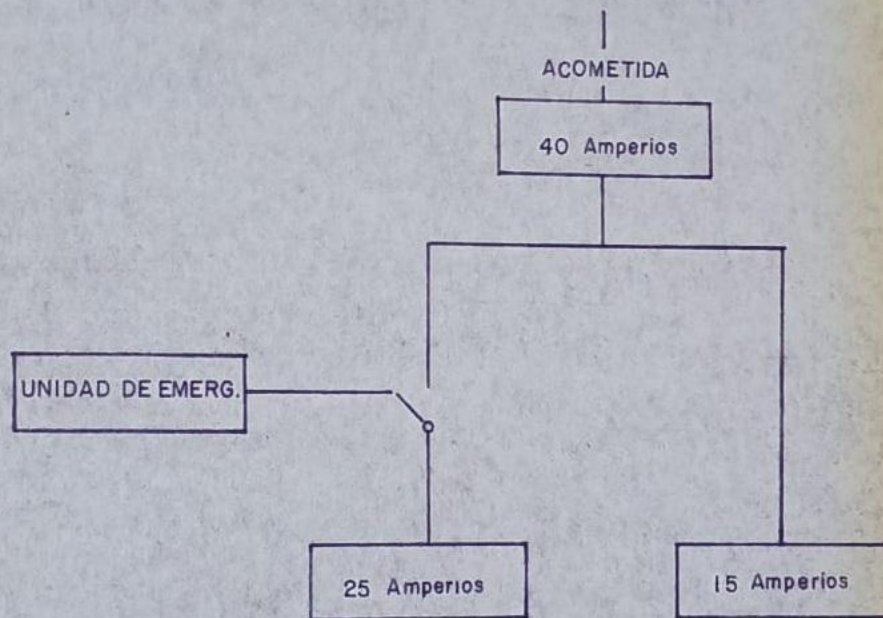 ACOMETIDA
40 Amperios
UNIDAD DE EMERG.
25 Amperios
15 Amperios